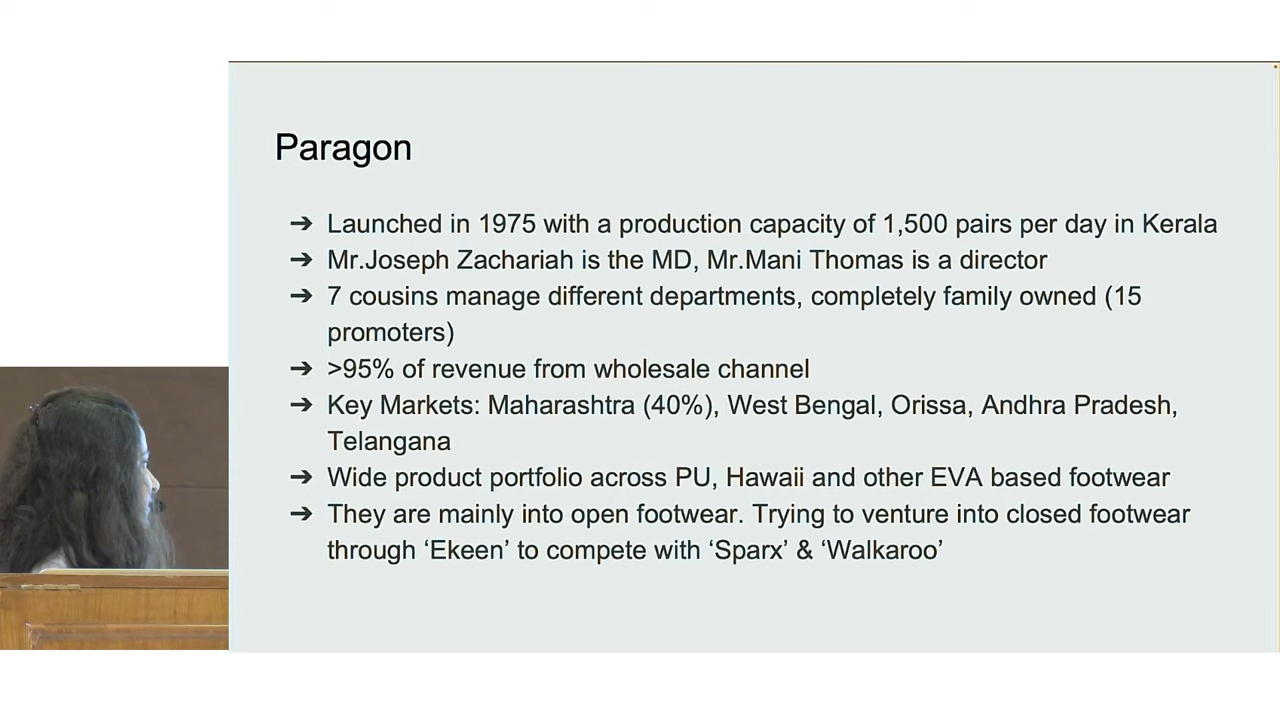 Paragon
➔ Launched in 1975 with a production capacity of 1,500 pairs per day in Kerala
➔ Mr.Joseph Zachariah is the MD, Mr.Mani Thomas is a director
➔ 7 cousins manage different departments, completely family owned (15
promoters)
➔ >95% of revenue from wholesale channel
➔ Key Markets: Maharashtra (40%), West Bengal, Orissa, Andhra Pradesh,
Telangana
➔ Wide product portfolio across PU, Hawaii and other EVA based footwear
➔ They are mainly into open footwear. Trying to venture into closed footwear
through ‘Ekeen’ to compete with ‘Sparx’ & ‘Walkaroo’